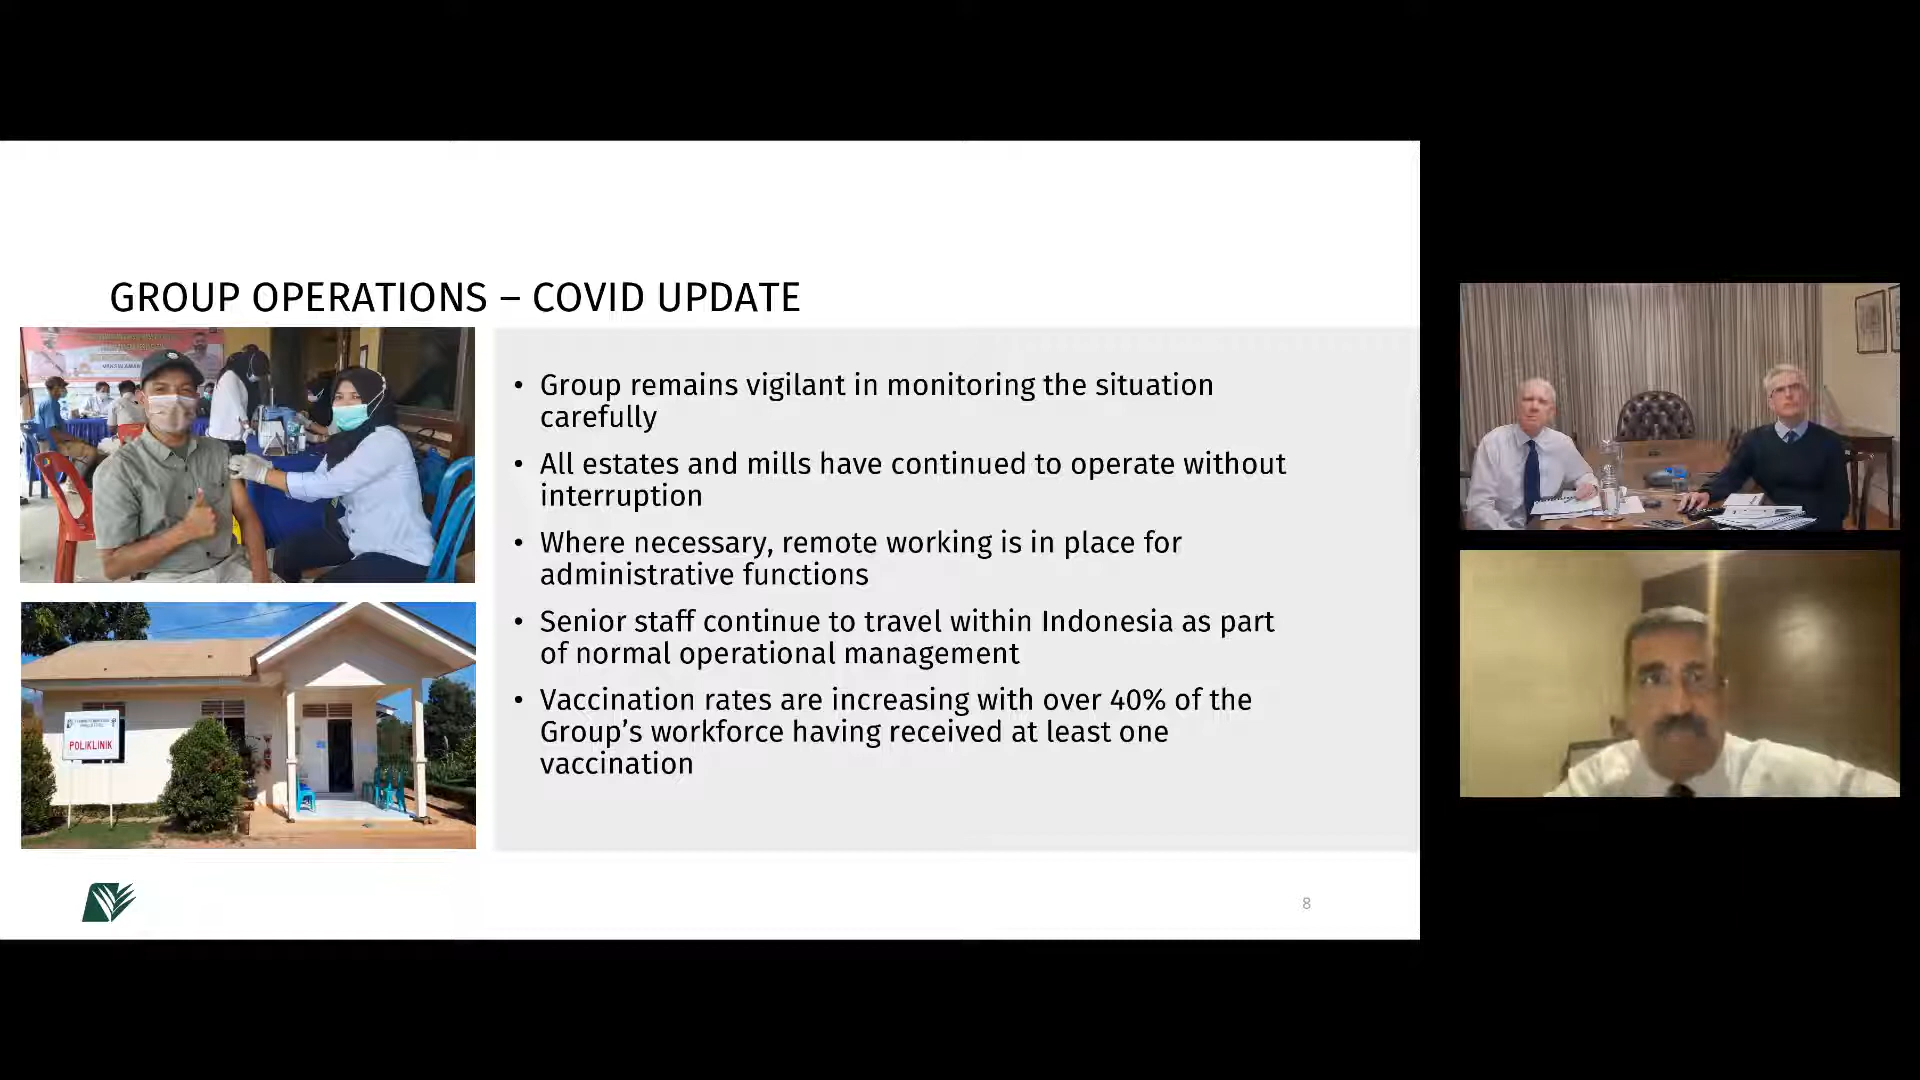 GROUP OPERATIONS – COVID UPDATE
• Group remains vigilant in monitoring the situation
carefully
• All estates and mills have continued to operate without
interruption
• Where necessary, remote working is in place for
administrative functions
• Senior staff continue to travel within Indonesia as part
of normal operational management
• Vaccination rates are increasing with over 40% of the
Group’s workforce having received at least one
vaccination
POLIKLINIK
8